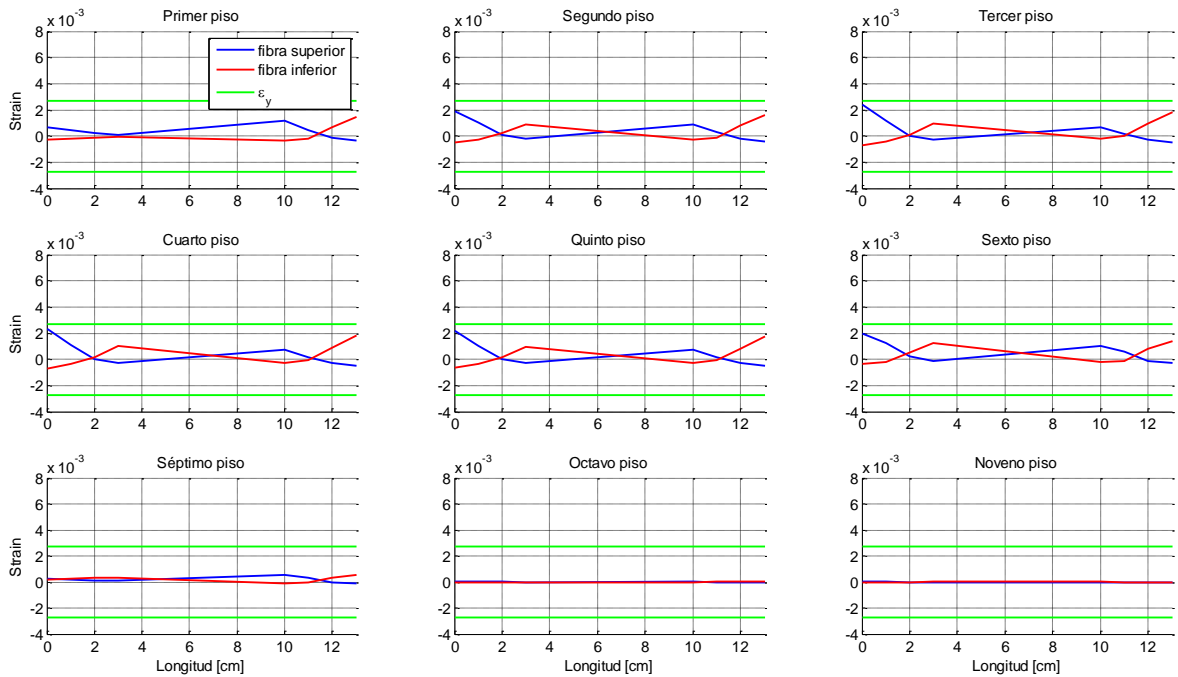 Primer piso
Segundo piso
Tercer piso
x 10⁻³
x 10⁻³
x 10⁻³
8
6
4
2
0
-2
-4
8
6
4
2
0
-2
-4
8
6
4
2
0
-2
-4
Strain
fibra superior
fibra inferior
ε_y
0 2 4 6 8 10 12
0 2 4 6 8 10 12
0 2 4 6 8 10 12
Cuarto piso
Quinto piso
Sexto piso
x 10⁻³
x 10⁻³
x 10⁻³
8
6
4
2
0
-2
-4
8
6
4
2
0
-2
-4
8
6
4
2
0
-2
-4
Strain
0 2 4 6 8 10 12
0 2 4 6 8 10 12
0 2 4 6 8 10 12
Séptimo piso
Octavo piso
Noveno piso
x 10⁻³
x 10⁻³
x 10⁻³
8
6
4
2
0
-2
-4
8
6
4
2
0
-2
-4
8
6
4
2
0
-2
-4
Strain
0 2 4 6 8 10 12
0 2 4 6 8 10 12
0 2 4 6 8 10 12
Longitud [cm]
Longitud [cm]
Longitud [cm]